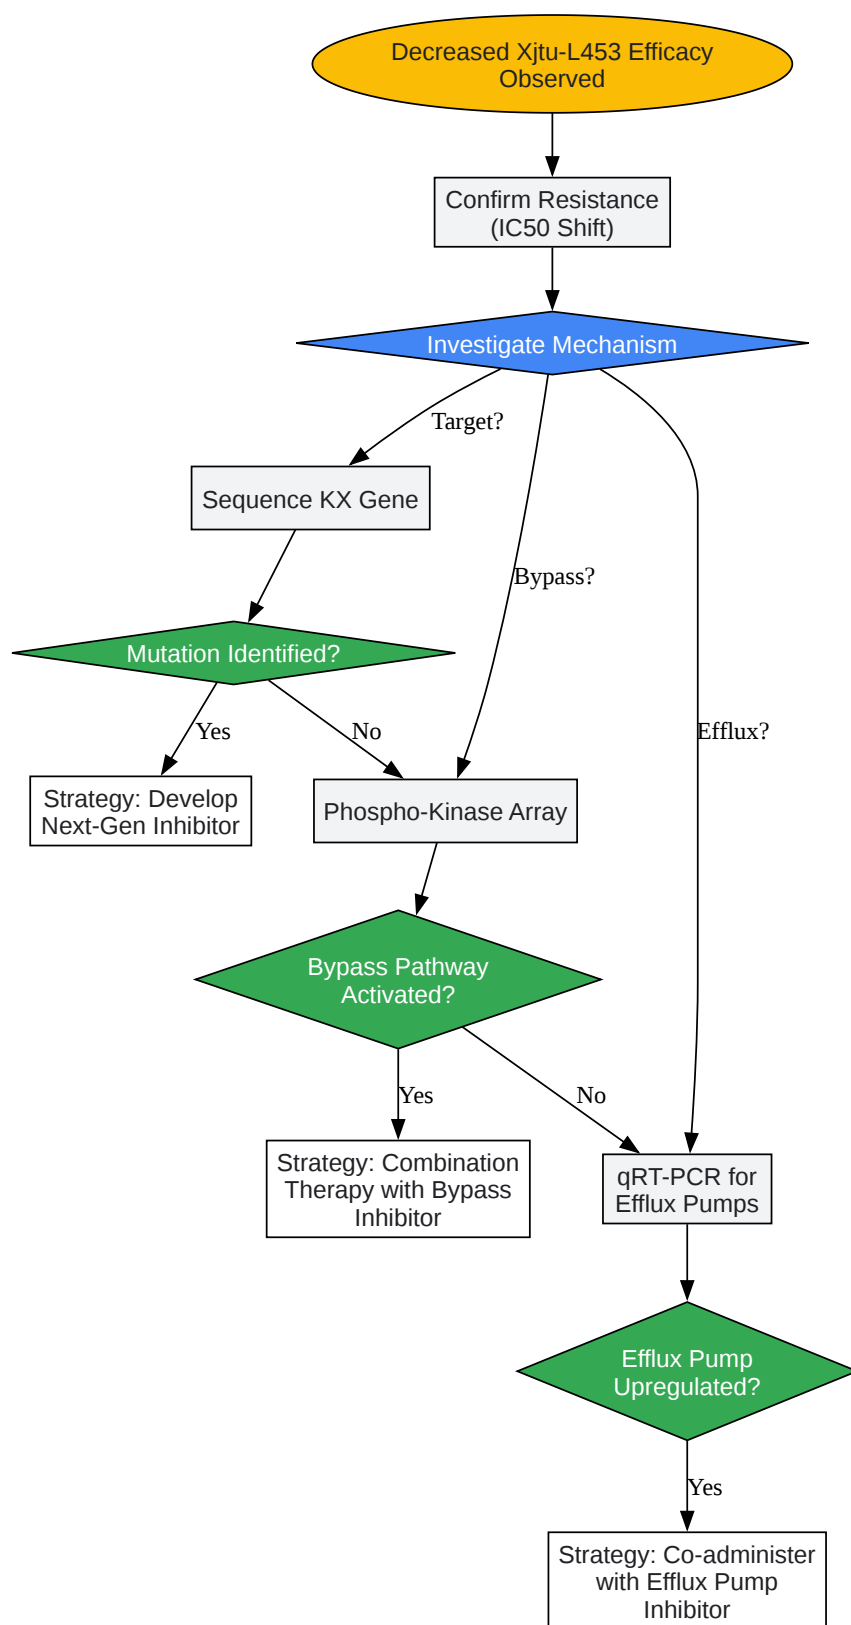 Decreased Xjtu-L453 Efficacy
Observed
Confirm Resistance
(IC50 Shift)
Investigate Mechanism
Target?
Sequence KX Gene
Bypass?
Mutation Identified?
Yes
No
Efflux?
Strategy: Develop
Next-Gen Inhibitor
Phospho-Kinase Array
Bypass Pathway
Activated?
Yes
No
Strategy: Combination
Therapy with Bypass
Inhibitor
qRT-PCR for
Efflux Pumps
Efflux Pump
Upregulated?
Yes
Strategy: Co-administer
with Efflux Pump
Inhibitor